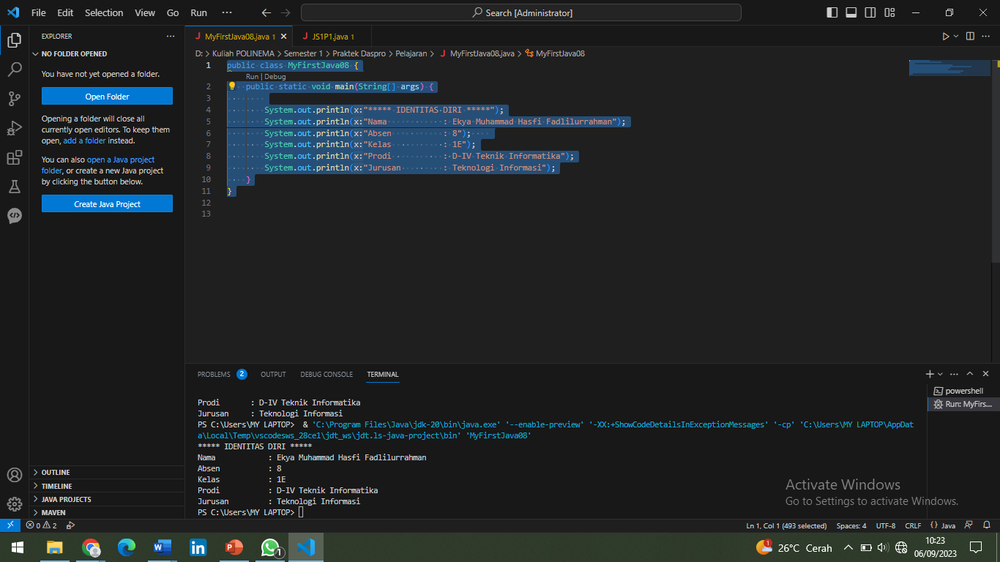 File Edit Selection View Go Run ··· Search [Administrator]
EXPLORER ···
NO FOLDER OPENED
You have not yet opened a folder.
Open Folder
Opening a folder will close all
currently open editors. To keep them
open, add a folder instead.
You can also open a Java project
folder, or create a new Java project
by clicking the button below.
Create Java Project
OUTLINE
TIMELINE
JAVA PROJECTS
MAVEN
J MyFirstJava08.java 1 J JS1P1.java 1
D: > Kuliah POLINEMA > Semester 1 > Praktek Daspro > Pelajaran > J MyFirstJava08.java > MyFirstJava08
1 public class MyFirstJava08 {
Run | Debug
2 public static void main(String[] args) {
3
4 System.out.println(x:"***** IDENTITAS DIRI *****");
5 System.out.println(x:"Nama : Ekya Muhammad Hasfi Fadlilurrahman");
6 System.out.println(x:"Absen : 8");
7 System.out.println(x:"Kelas : 1E");
8 System.out.println(x:"Prodi : D-IV Teknik Informatika");
9 System.out.println(x:"Jurusan : Teknologi Informasi");
10 }
11 }
12
13
PROBLEMS 2 OUTPUT DEBUG CONSOLE TERMINAL
powershell
Run: MyFirs...
Prodi : D-IV Teknik Informatika
Jurusan : Teknologi Informasi
PS C:\Users\MY LAPTOP> & 'C:\Program Files\Java\jdk-20\bin\java.exe' '--enable-preview' '-XX:+ShowCodeDetailsInExceptionMessages' '-cp' 'C:\Users\MY LAPTOP\AppDat
a\Local\Temp\vscodesws_28ce1\jdt_ws\jdt.ls-java-project\bin' 'MyFirstJava08'
***** IDENTITAS DIRI *****
Nama : Ekya Muhammad Hasfi Fadlilurrahman
Absen : 8
Kelas : 1E
Prodi : D-IV Teknik Informatika
Jurusan : Teknologi Informasi
PS C:\Users\MY LAPTOP>
Activate Windows
Go to Settings to activate Windows.
0 2 Ln 1, Col 1 (493 selected) Spaces: 4 UTF-8 CRLF {} Java
1 1 26°C Cerah 10:23
06/09/2023